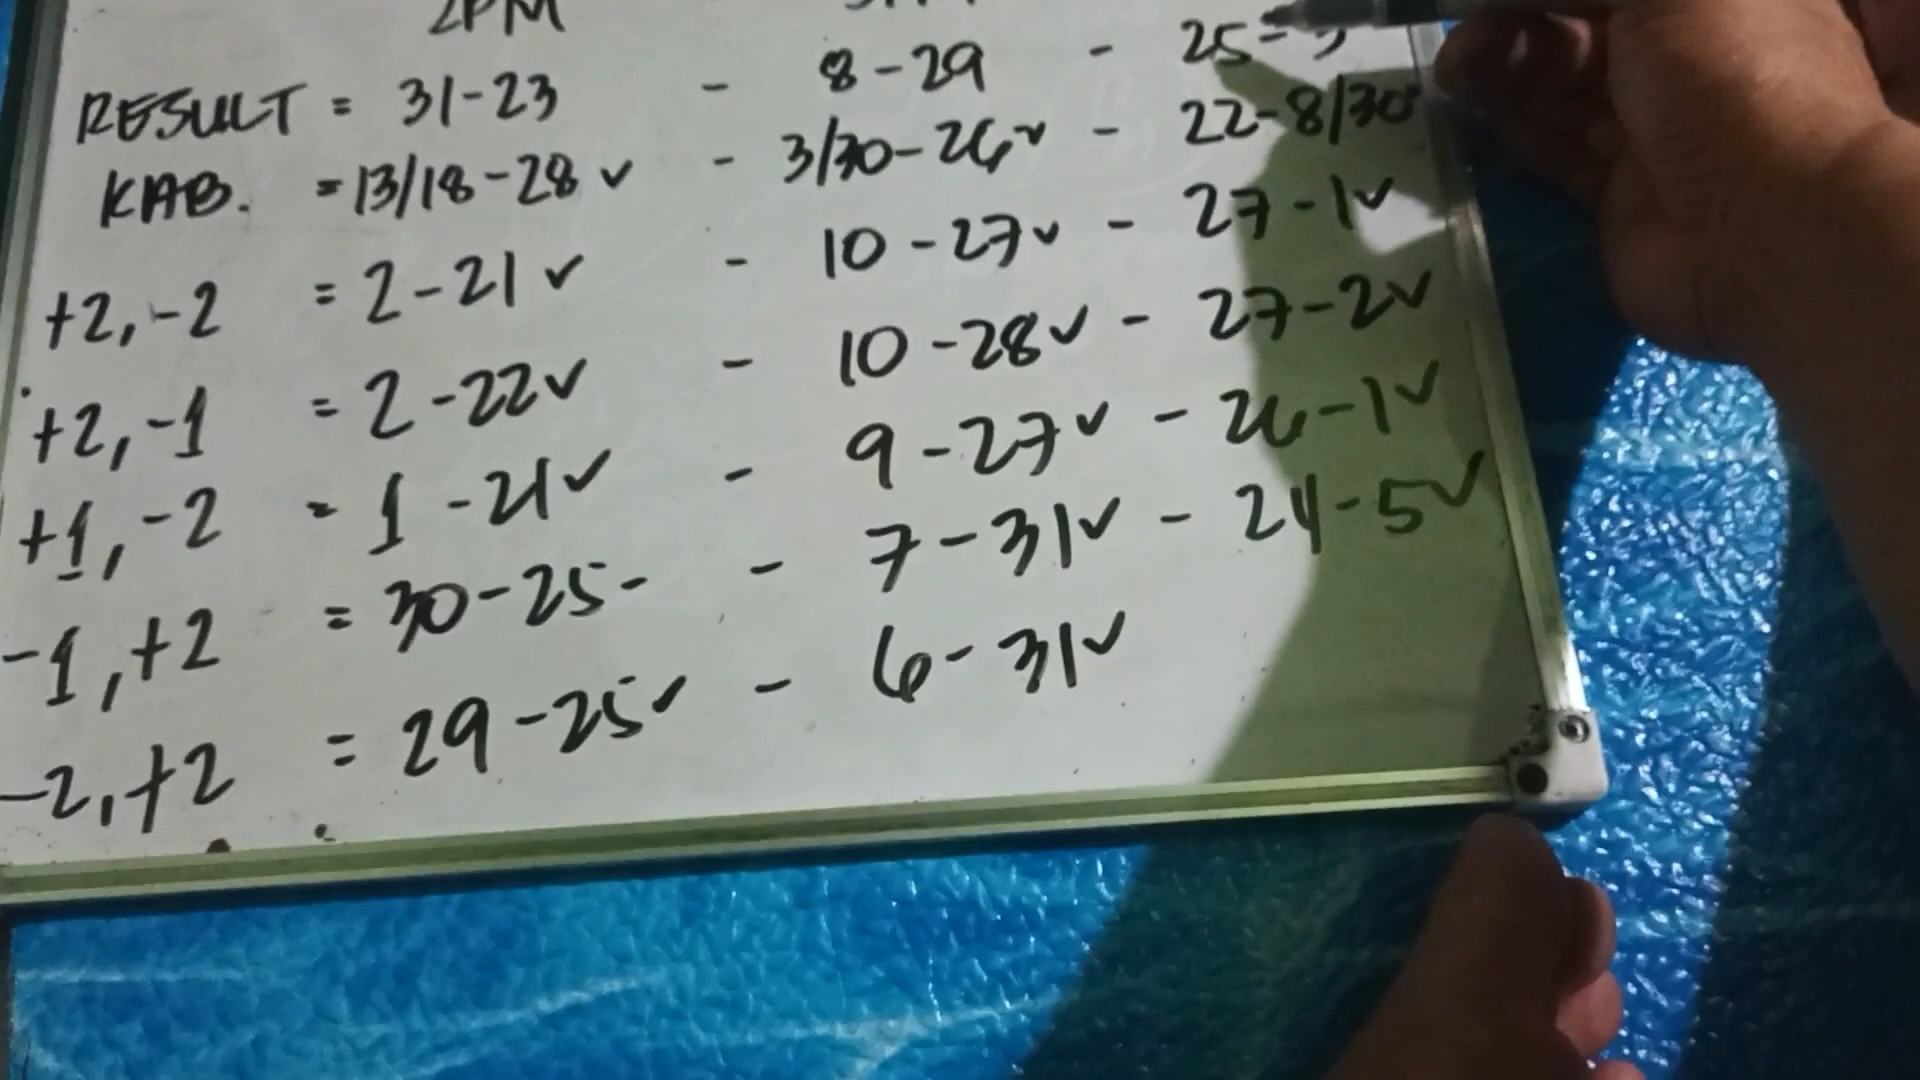 2PM
RESULT = 31-23 - 8-29 - 25-3
KAB. =13/18-28 ✓ - 3/30-26✓ - 22-8/30
+2,-2 = 2-21 ✓ - 10-27✓ - 27-1✓
+2,-1 = 2-22✓ - 10-28✓ - 27-2✓
+1,-2 = 1-21✓ - 9-27✓ - 26-1✓
-1,+2 = 30-25- - 7-31✓ - 24-5✓
-2,+2 = 29-25✓ - 6-31✓